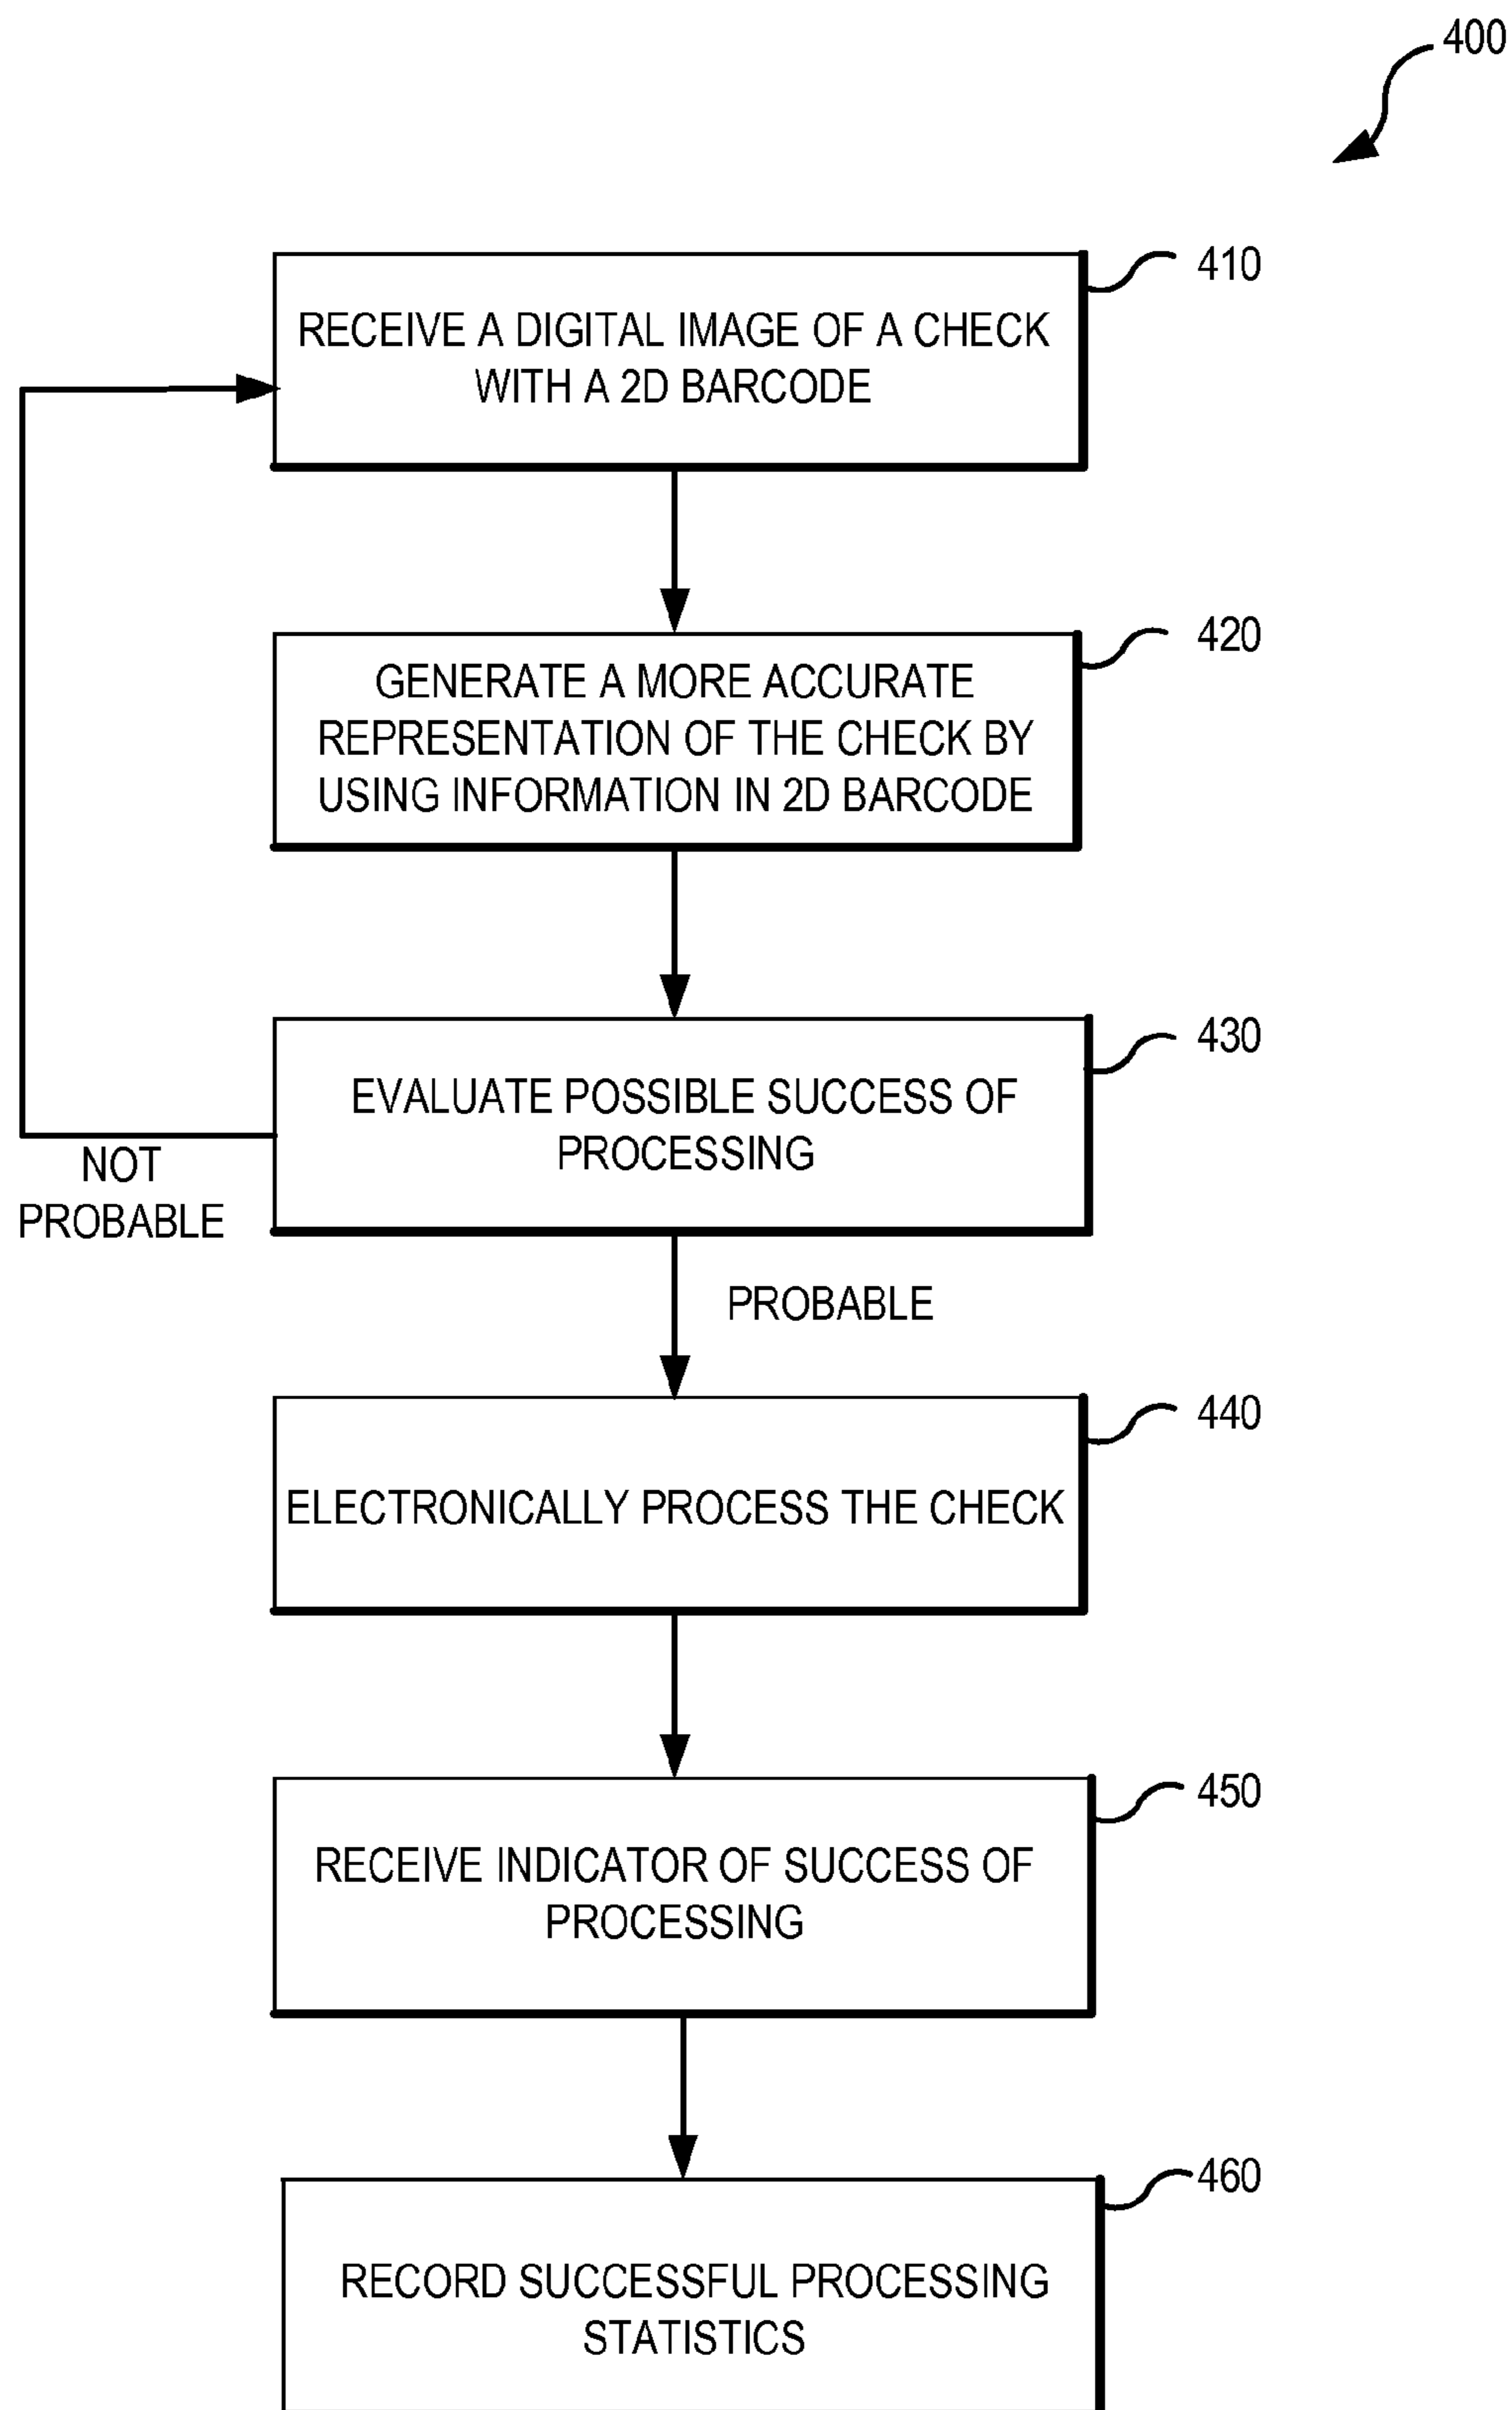 400
410
RECEIVE A DIGITAL IMAGE OF A CHECK
WITH A 2D BARCODE
420
GENERATE A MORE ACCURATE
REPRESENTATION OF THE CHECK BY
USING INFORMATION IN 2D BARCODE
430
EVALUATE POSSIBLE SUCCESS OF
PROCESSING
NOT
PROBABLE
PROBABLE
440
ELECTRONICALLY PROCESS THE CHECK
450
RECEIVE INDICATOR OF SUCCESS OF
PROCESSING
460
RECORD SUCCESSFUL PROCESSING
STATISTICS